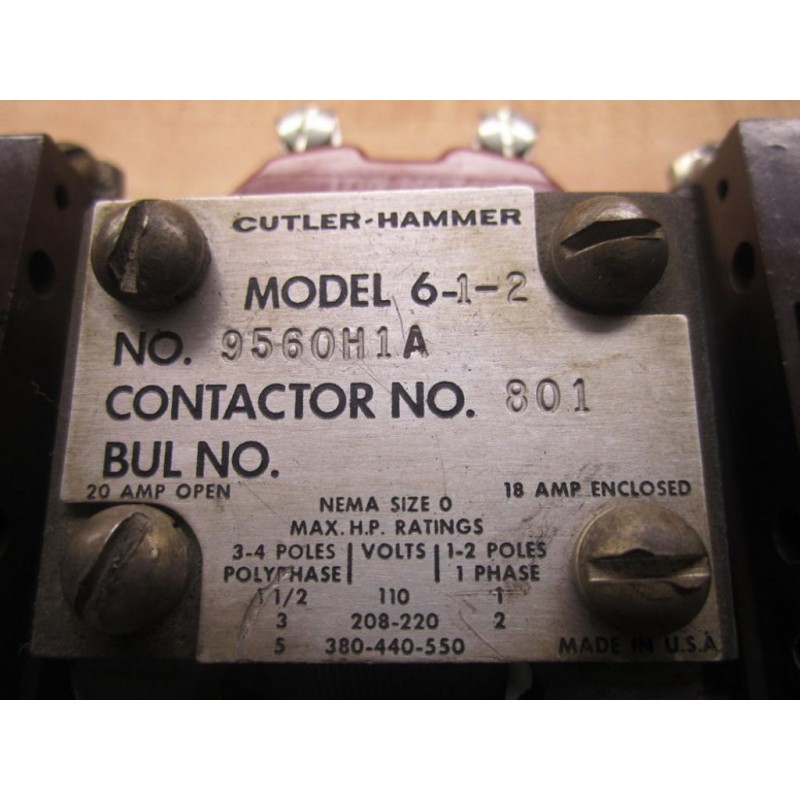 CUTLER-HAMMER
MODEL 6-1-2
NO. 9560H1A
CONTACTOR NO. 801
BUL NO.
20 AMP OPEN 18 AMP ENCLOSED
NEMA SIZE 0
MAX. H.P. RATINGS
3-4 POLES VOLTS 1-2 POLES
POLYPHASE 1 PHASE
1 1/2 110 1
3 208-220 2
5 380-440-550
MADE IN U.S.A.